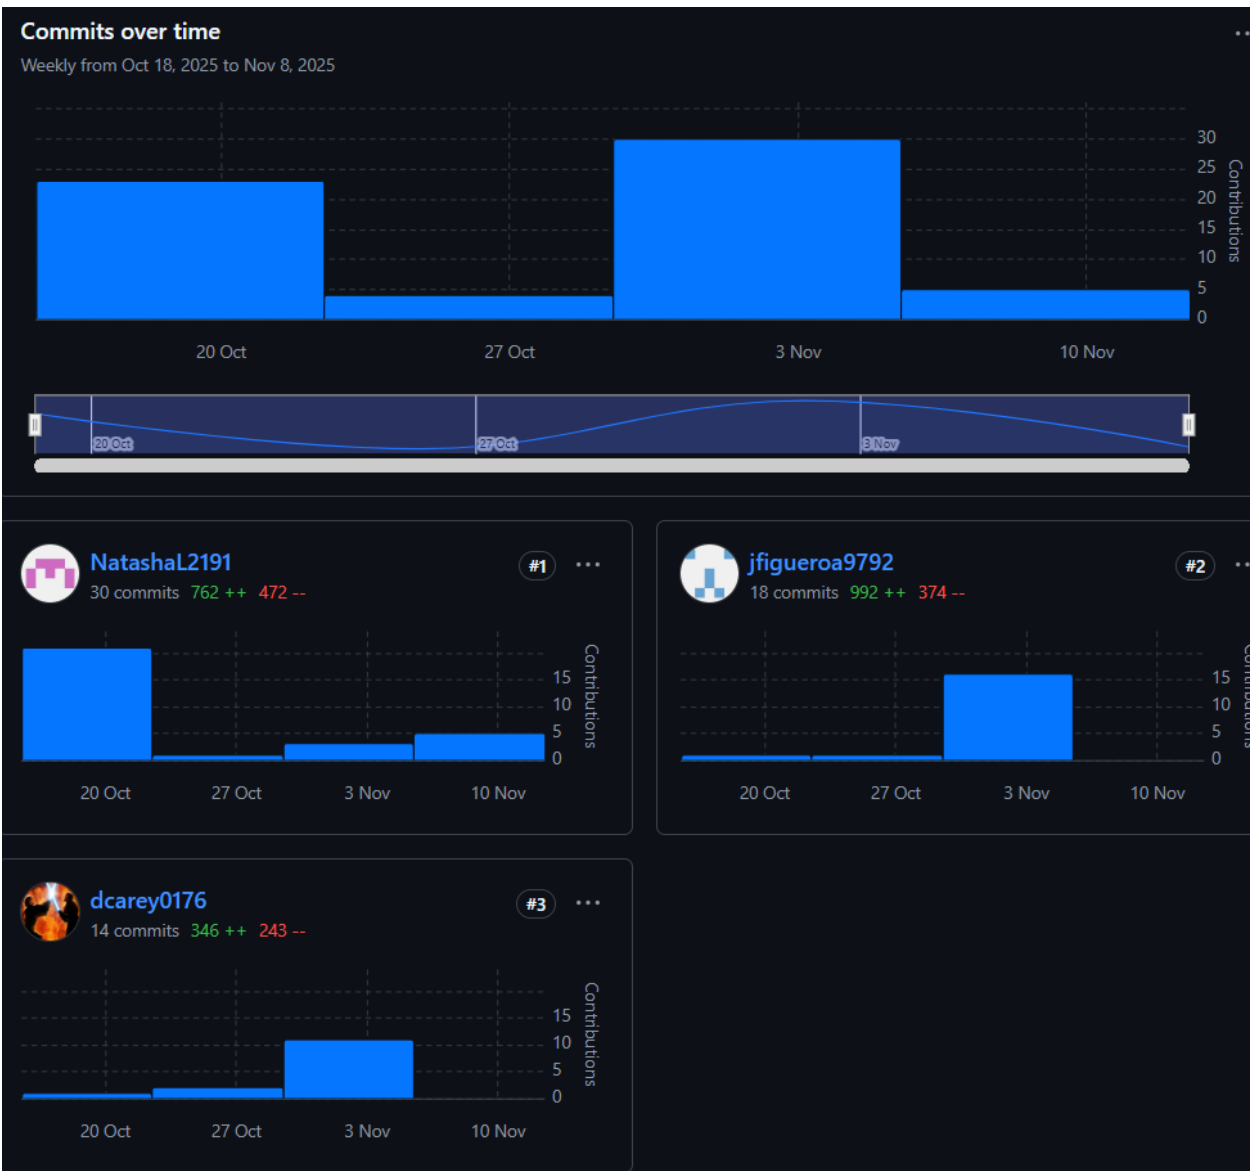 Commits over time
Weekly from Oct 18, 2025 to Nov 8, 2025
30
25
20
15
10
5
0
Contributions
20 Oct 27 Oct 3 Nov 10 Nov
20 Oct 27 Oct 3 Nov
NatashaL2191 #1
30 commits 762 ++ 472 --
15
10
5
0
Contributions
20 Oct 27 Oct 3 Nov 10 Nov
jfigueroa9792 #2
18 commits 992 ++ 374 --
15
10
5
0
Contributions
20 Oct 27 Oct 3 Nov 10 Nov
dcarey0176 #3
14 commits 346 ++ 243 --
15
10
5
0
Contributions
20 Oct 27 Oct 3 Nov 10 Nov